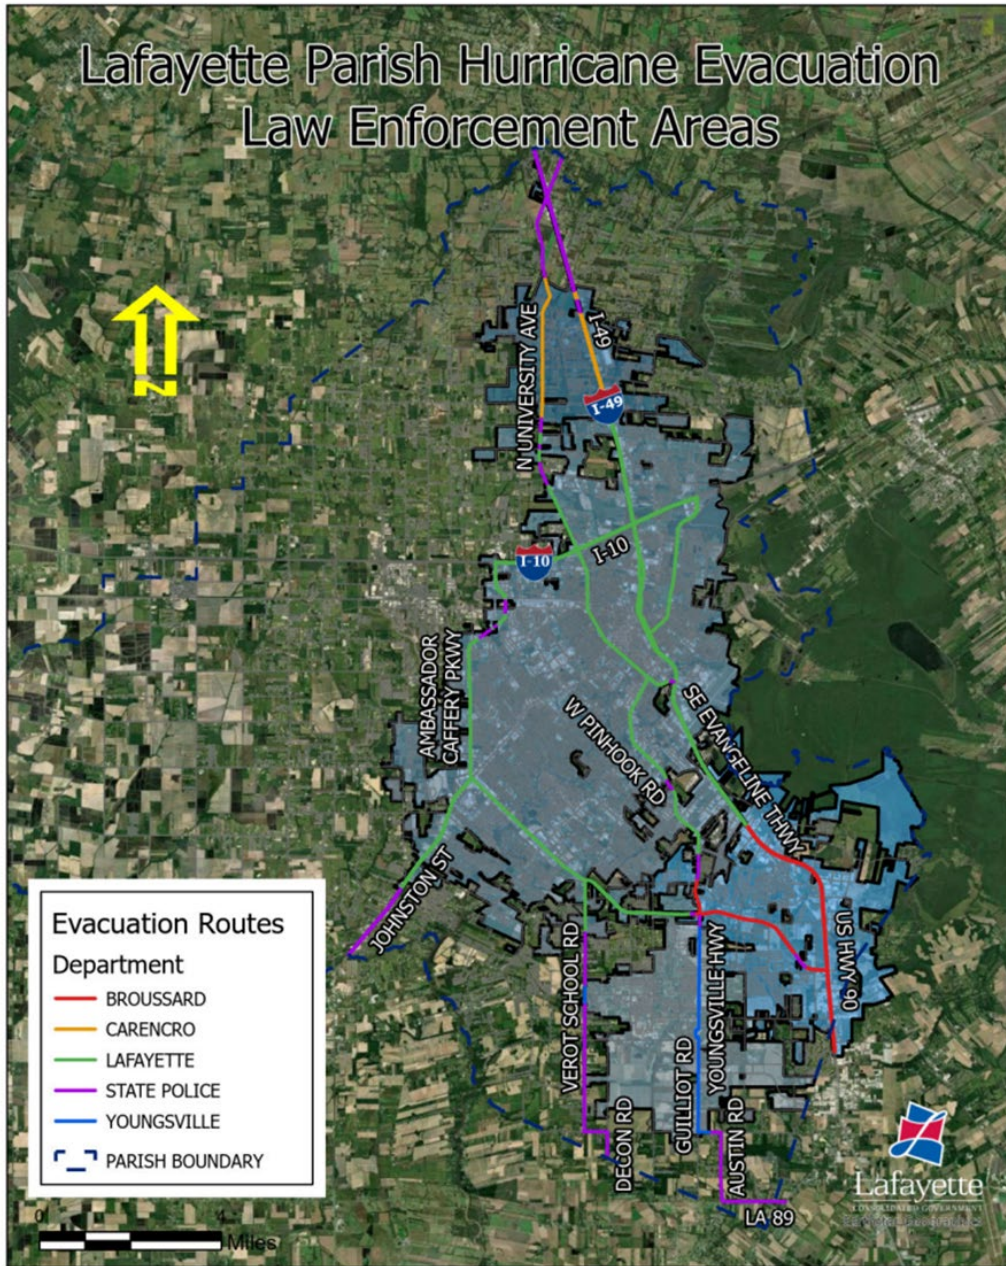 Lafayette Parish Hurricane Evacuation
Law Enforcement Areas
N
N UNIVERSITY AVE
I-49
I-49
I-10
I-10
AMBASSADOR
CAFFERY PKWY
SE EVANGELINE THWY
W PINHOOK RD
JOHNSTON ST
US HWY 90
VEROT SCHOOL RD
YOUNGSVILLE HWY
GUILLIOT RD
DECON RD
AUSTIN RD
LA 89
Evacuation Routes
Department
BROUSSARD
CARENCRO
LAFAYETTE
STATE POLICE
YOUNGSVILLE
PARISH BOUNDARY
0
4
Miles
Lafayette
CONSOLIDATED GOVERNMENT